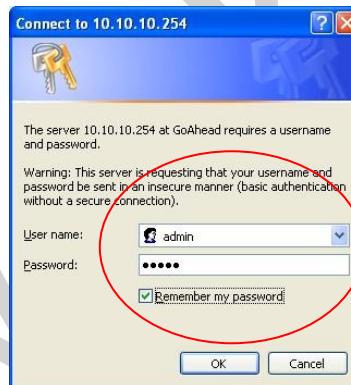 Connect to 10.10.10.254
The server 10.10.10.254 at GoAhead requires a username
and password.
Warning: This server is requesting that your username and
password be sent in an insecure manner (basic authentication
without a secure connection).
User name:
admin
Password:
•••••
Remember my password
OK
Cancel